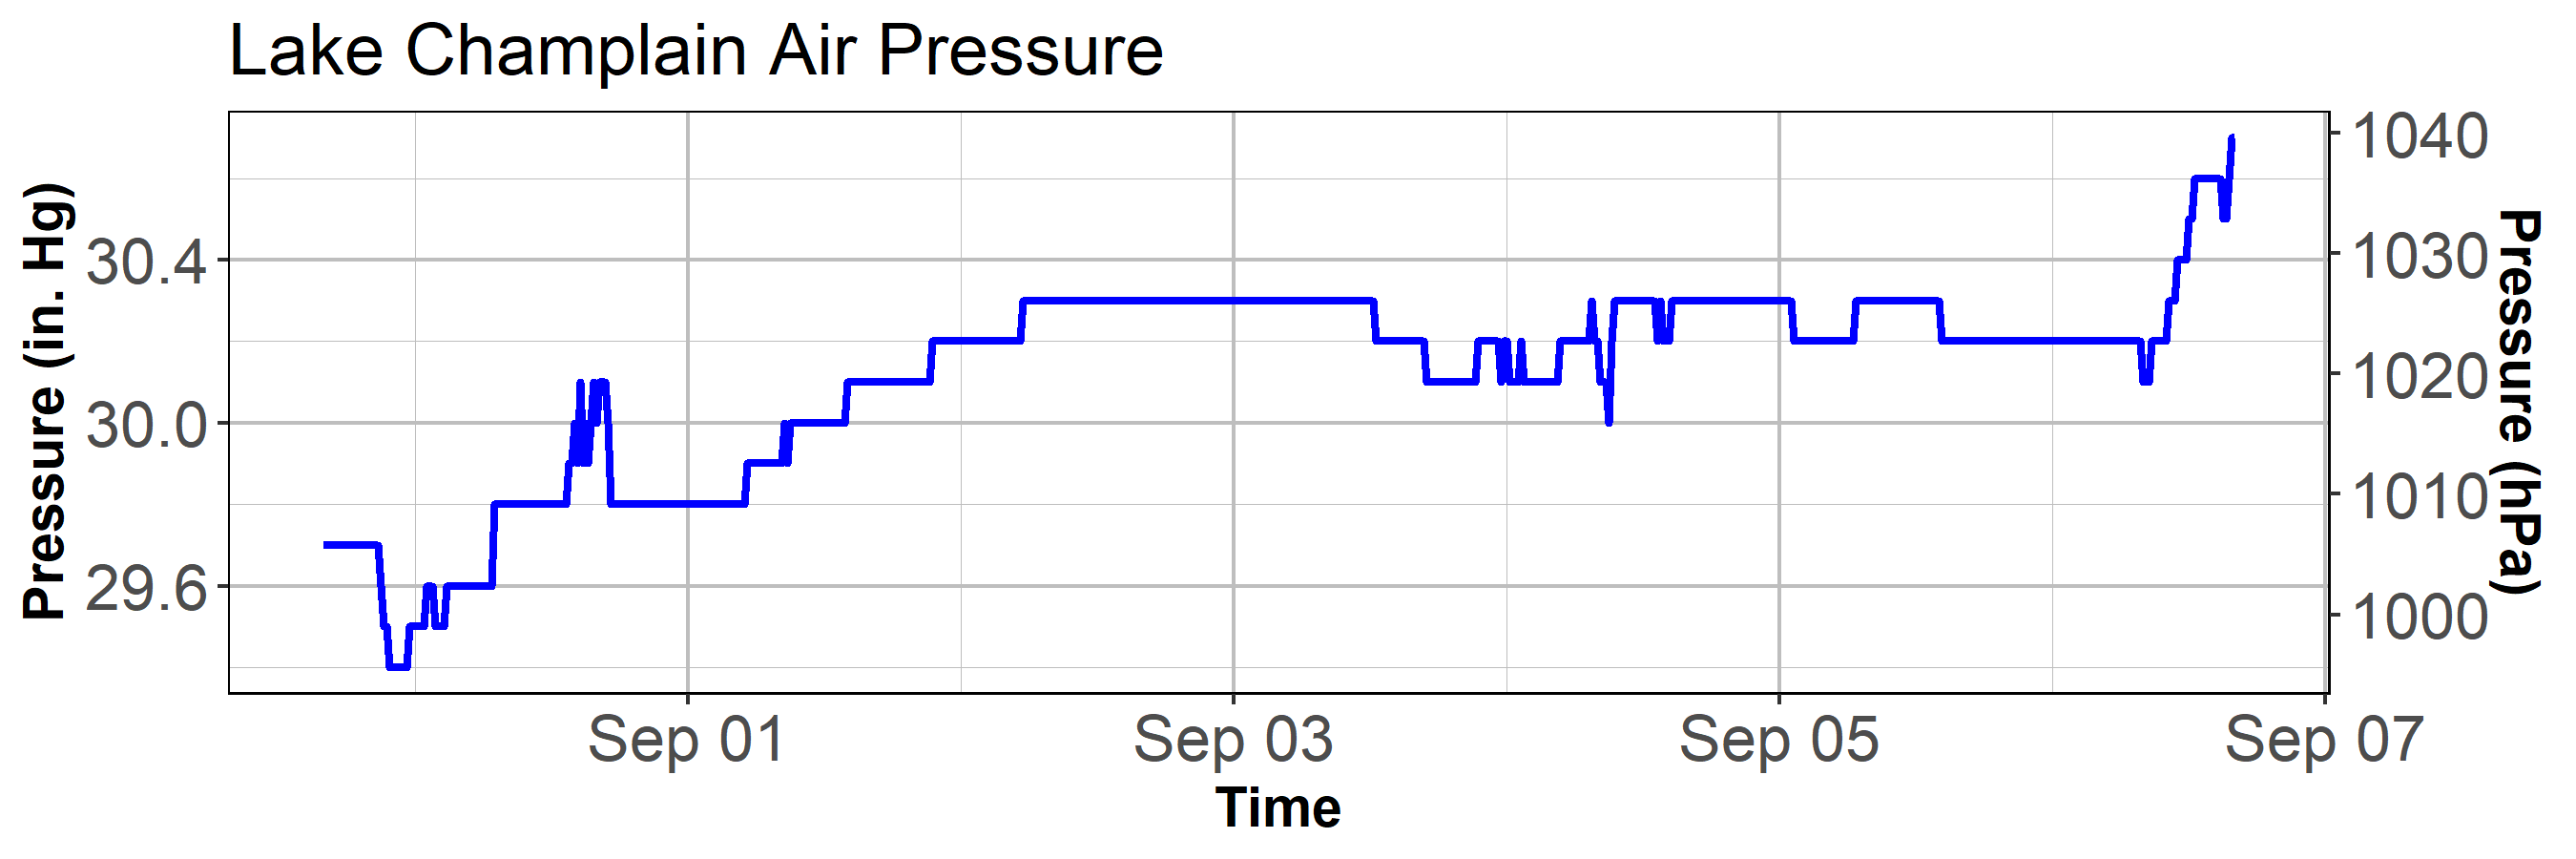 Lake Champlain Air Pressure
Pressure (in. Hg)
30.4
30.0
29.6
1040
1030
1020
1010
1000
Pressure (hPa)
Sep 01 Sep 03 Sep 05 Sep 07
Time